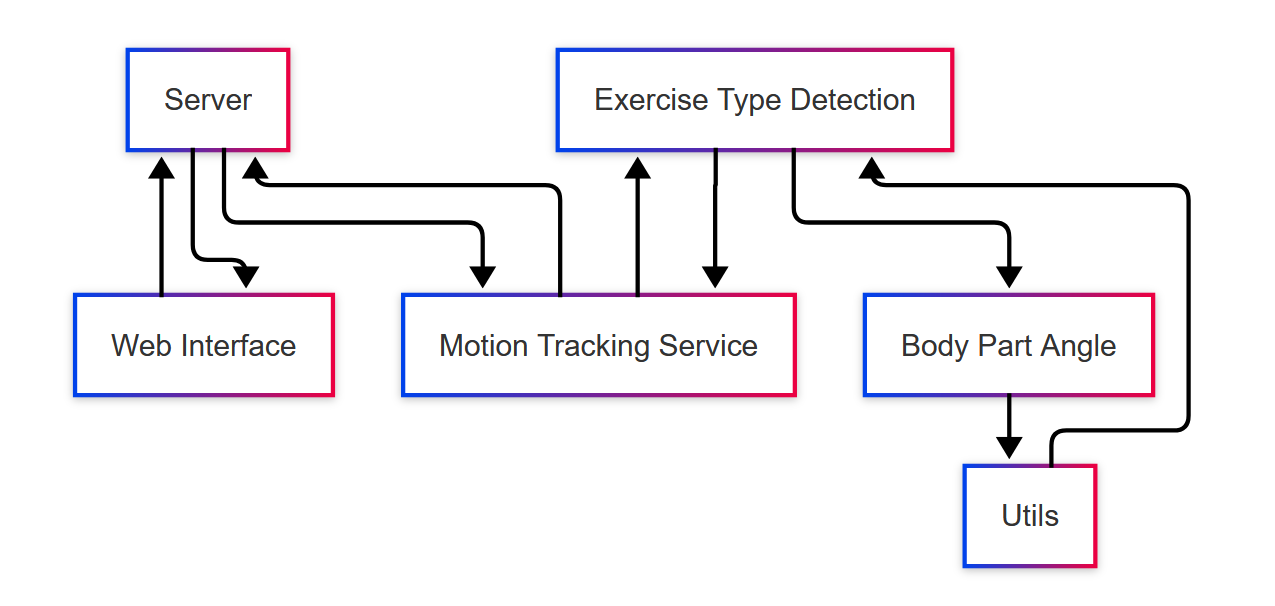 Server
Exercise Type Detection
Web Interface
Motion Tracking Service
Body Part Angle
Utils